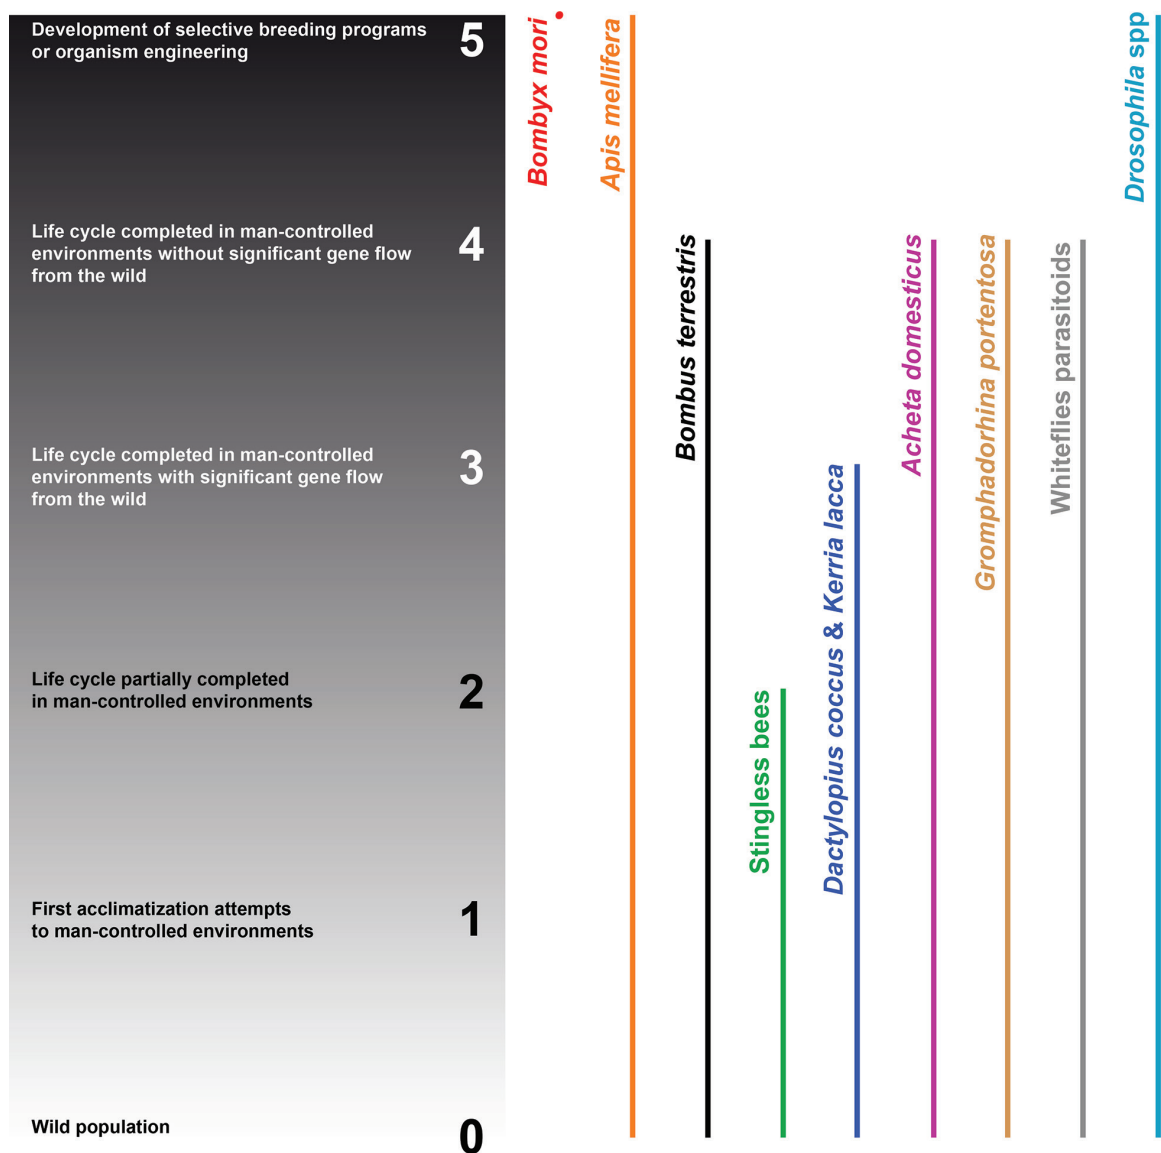 Development of selective breeding programs
or organism engineering
5
Life cycle completed in man-controlled
environments without significant gene flow
from the wild
4
Life cycle completed in man-controlled
environments with significant gene flow
from the wild
3
Life cycle partially completed
in man-controlled environments
2
First acclimatization attempts
to man-controlled environments
1
Wild population
0
Bombyx mori
Apis mellifera
Bombus terrestris
Stingless bees
Dactylopius coccus & Kerria lacca
Acheta domesticus
Gromphadorhina portentosa
Whiteflies parasitoids
Drosophila spp